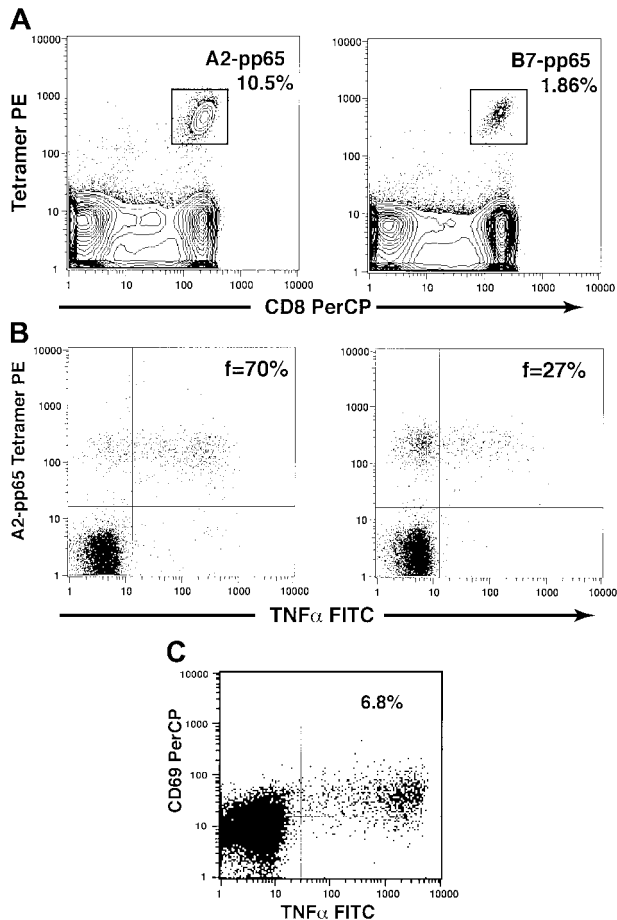 A
A2-pp65
10.5%
B7-pp65
1.86%
Tetramer PE
10000
1000
100
10
1
1 10 100 1000 10000
10000
1000
100
10
1
1 10 100 1000 10000
CD8 PerCP
B
f=70%
f=27%
A2-pp65 Tetramer PE
10000
1000
100
10
1
1 10 100 1000 10000
10000
1000
100
10
1
1 10 100 1000 10000
TNFα FITC
C
6.8%
CD69 PerCP
10000
1000
100
10
1
1 10 100 1000 10000
TNFα FITC